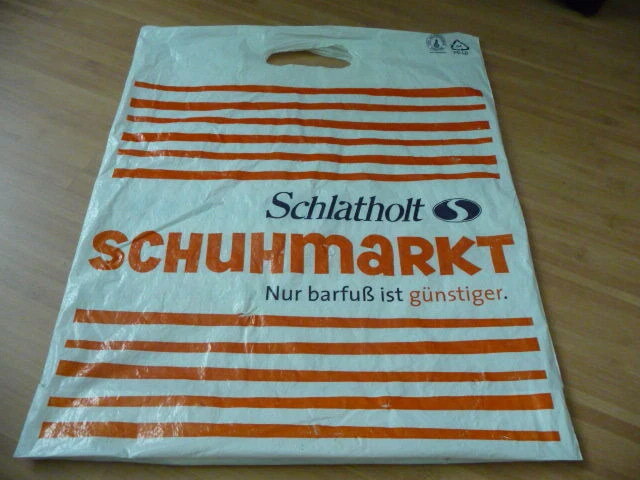 Schlatholt
SCHUHmaRKT
Nur barfuß ist günstiger.